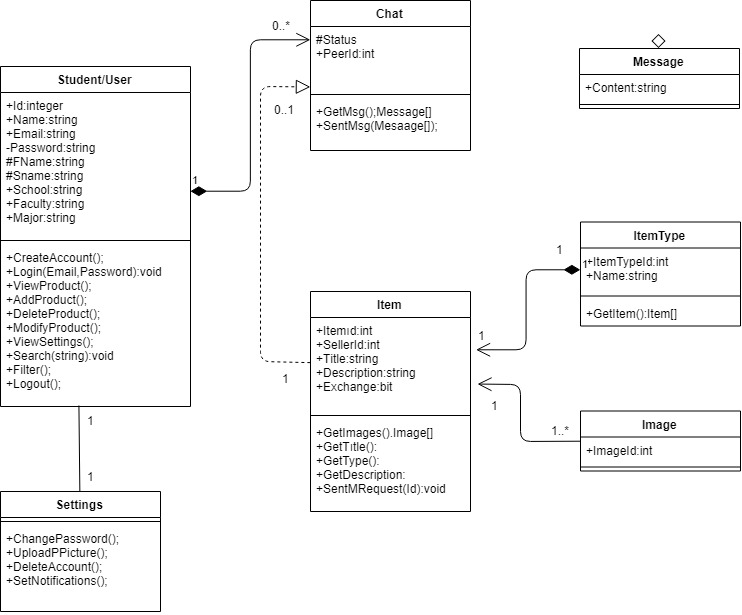 Student/User
+Id:integer
+Name:string
+Email:string
-Password:string
#FName:string
#Sname:string
+School:string
+Faculty:string
+Major:string
+CreateAccount();
+Login(Email,Password):void
+ViewProduct();
+AddProduct();
+DeleteProduct();
+ModifyProduct();
+ViewSettings();
+Search(string):void
+Filter();
+Logout();
1
1
1
Settings
+ChangePassword();
+UploadPPicture();
+DeleteAccount();
+SetNotifications();
0..*
0..1
Chat
#Status
+PeerId:int
+GetMsg();Message[]
+SentMsg(Mesaage[]);
1
Item
+Itemıd:int
+SellerId:int
+Title:string
+Description:string
+Exchange:bit
+GetImages().Image[]
+GetTıtle():
+GetType():
+GetDescription:
+SentMRequest(Id):void
Message
+Content:string
1
1
1
ItemType
+ItemTypeId:int
+Name:string
+GetItem():Item[]
1
1..*
Image
+ImageId:int